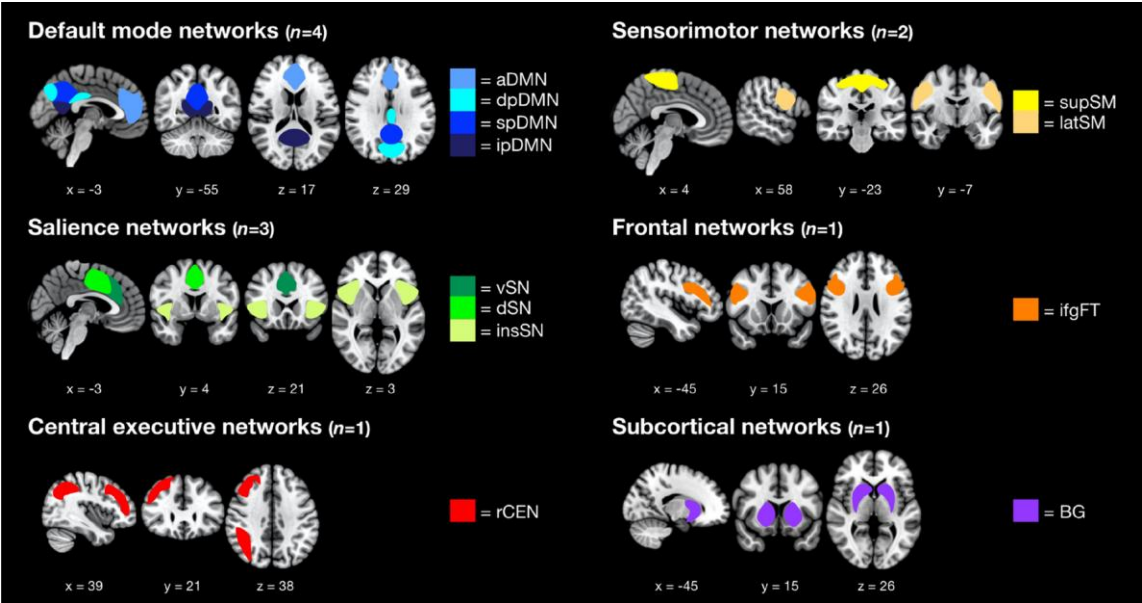 Default mode networks (n=4)
= aDMN
= dpDMN
= spDMN
= ipDMN
x = -3 y = -55 z = 17 z = 29
Sensorimotor networks (n=2)
= supSM
= latSM
x = 4 x = 58 y = -23 y = -7
Salience networks (n=3)
= vSN
= dSN
= insSN
x = -3 y = 4 z = 21 z = 3
Frontal networks (n=1)
= ifgFT
x = -45 y = 15 z = 26
Central executive networks (n=1)
= rCEN
x = 39 y = 21 z = 38
Subcortical networks (n=1)
= BG
x = -45 y = 15 z = 26